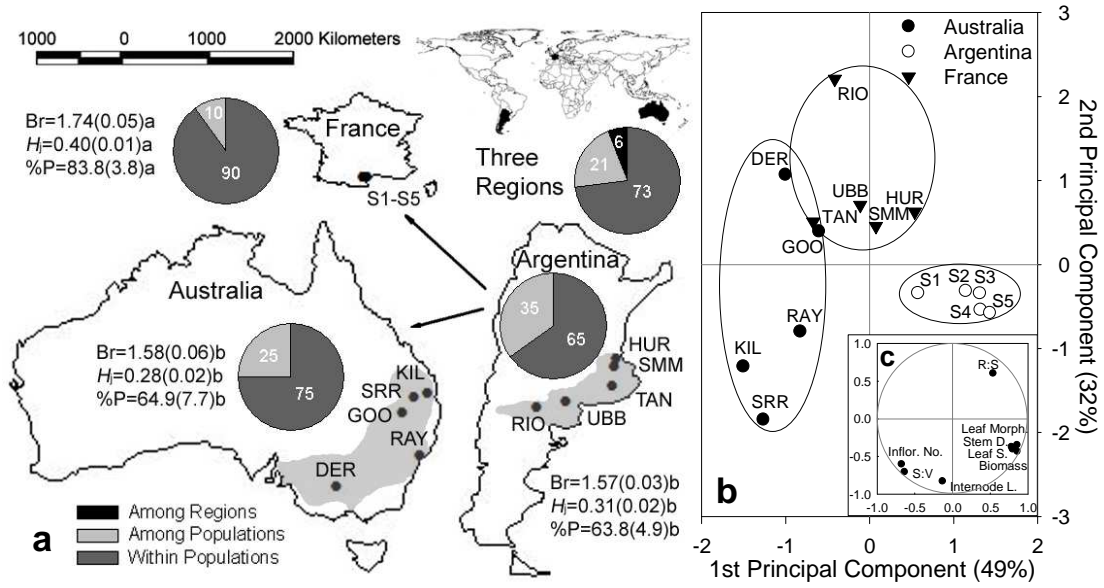 1000 0 1000 2000 Kilometers
Br=1.74(0.05)a
Hj=0.40(0.01)a
%P=83.8(3.8)a
10
90
France
S1-S5
Three
Regions
6
21
73
Australia
Br=1.58(0.06)b
Hj=0.28(0.02)b
%P=64.9(7.7)b
25
75
KIL
SRR
GOO
RAY
DER
Argentina
35
65
HUR
SMM
TAN
UBB
RIO
Br=1.57(0.03)b
Hj=0.31(0.02)b
%P=63.8(4.9)b
a
Among Regions
Among Populations
Within Populations
Australia
Argentina
France
RIO
DER
UBB
HUR
TAN
SMM
GOO
S1
S2
S3
S4
S5
RAY
KIL
SRR
b
3
2
1
0
-1
-2
-3
2nd Principal Component (32%)
-2 -1 0 1 2
1st Principal Component (49%)
c
1.0
0.5
0.0
-0.5
-1.0
R:S
Leaf Morph.
Stem D.
Leaf S.
Biomass
Inflor. No.
S:V
Internode L.
-1.0 -0.5 0.0 0.5 1.0